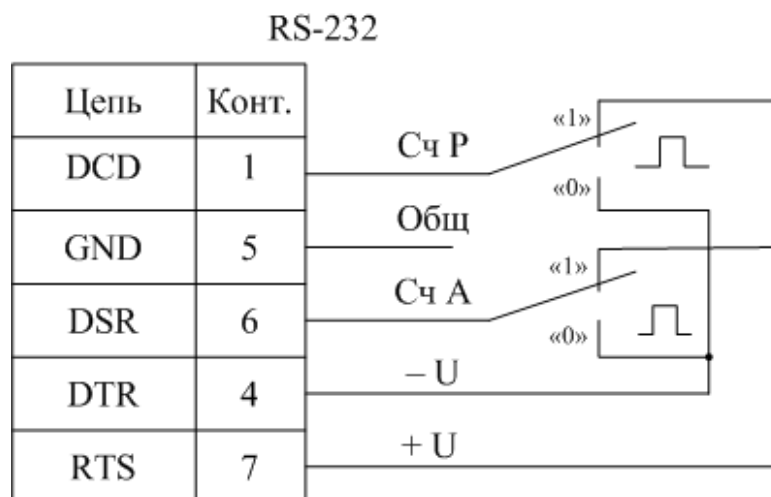 RS-232
Цепь Конт.
DCD 1 Сч Р
GND 5 Общ
DSR 6 Сч А
DTR 4 – U
RTS 7 + U
«1»
«0»
«1»
«0»